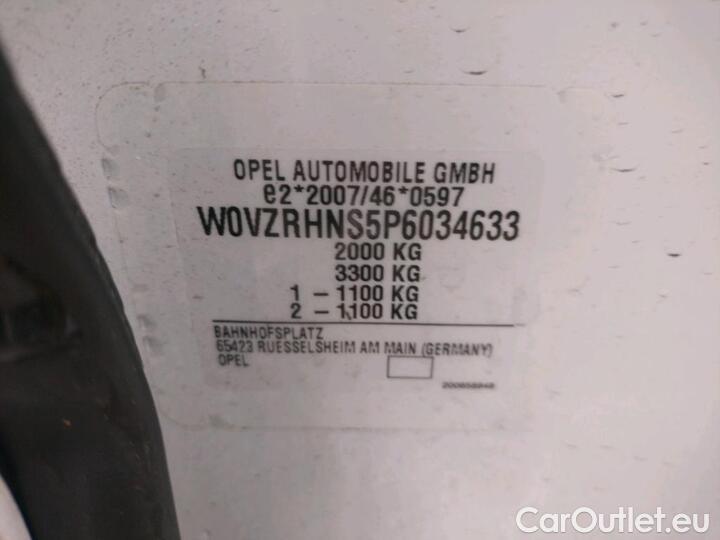 OPEL AUTOMOBILE GMBH
e2*2007/46*0597
W0VZRHNS5P6034633
2000 KG
3300 KG
1 - 1100 KG
2 - 1100 KG
BAHNHOFSPLATZ
65423 RUESSELSHEIM AM MAIN (GERMANY)
OPEL
CarOutlet.eu